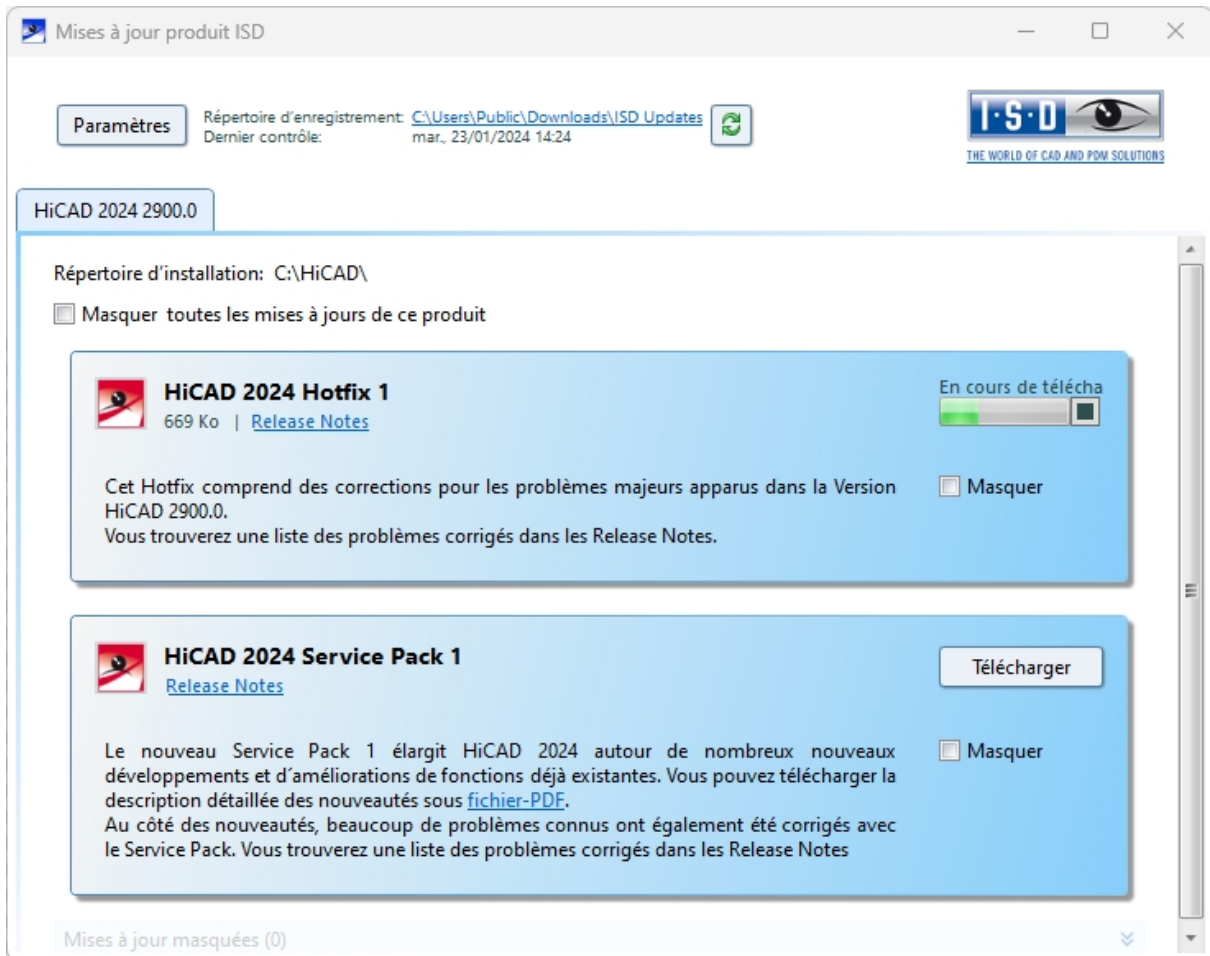 Mises à jour produit ISD
Paramètres
Répertoire d'enregistrement: C:\Users\Public\Downloads\ISD Updates
Dernier contrôle: mar., 23/01/2024 14:24
I·S·D
THE WORLD OF CAD AND PDM SOLUTIONS
HiCAD 2024 2900.0
Répertoire d'installation: C:\HiCAD\
Masquer toutes les mises à jours de ce produit
HiCAD 2024 Hotfix 1
669 Ko | Release Notes
En cours de télécha
Cet Hotfix comprend des corrections pour les problèmes majeurs apparus dans la Version
HiCAD 2900.0.
Vous trouverez une liste des problèmes corrigés dans les Release Notes.
Masquer
HiCAD 2024 Service Pack 1
Release Notes
Télécharger
Le nouveau Service Pack 1 élargit HiCAD 2024 autour de nombreux nouveaux
développements et d´améliorations de fonctions déjà existantes. Vous pouvez télécharger la
description détaillée des nouveautés sous fichier-PDF.
Au côté des nouveautés, beaucoup de problèmes connus ont également été corrigés avec
le Service Pack. Vous trouverez une liste des problèmes corrigés dans les Release Notes
Masquer
Mises à jour masquées (0)